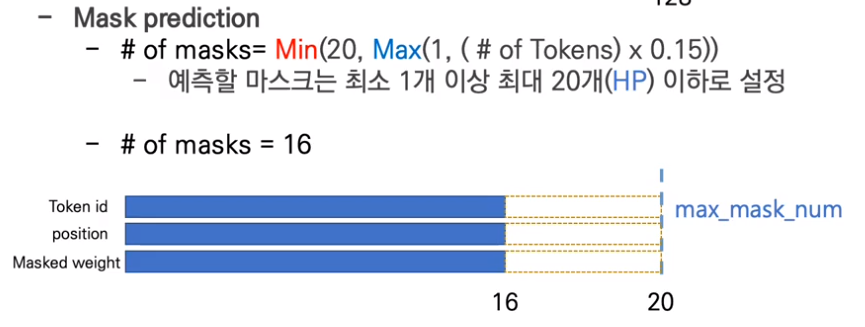 − Mask prediction
− # of masks= Min(20, Max(1, ( # of Tokens) x 0.15))
− 예측할 마스크는 최소 1개 이상 최대 20개(HP) 이하로 설정
− # of masks = 16
Token id
max_mask_num
position
Masked weight
16 20